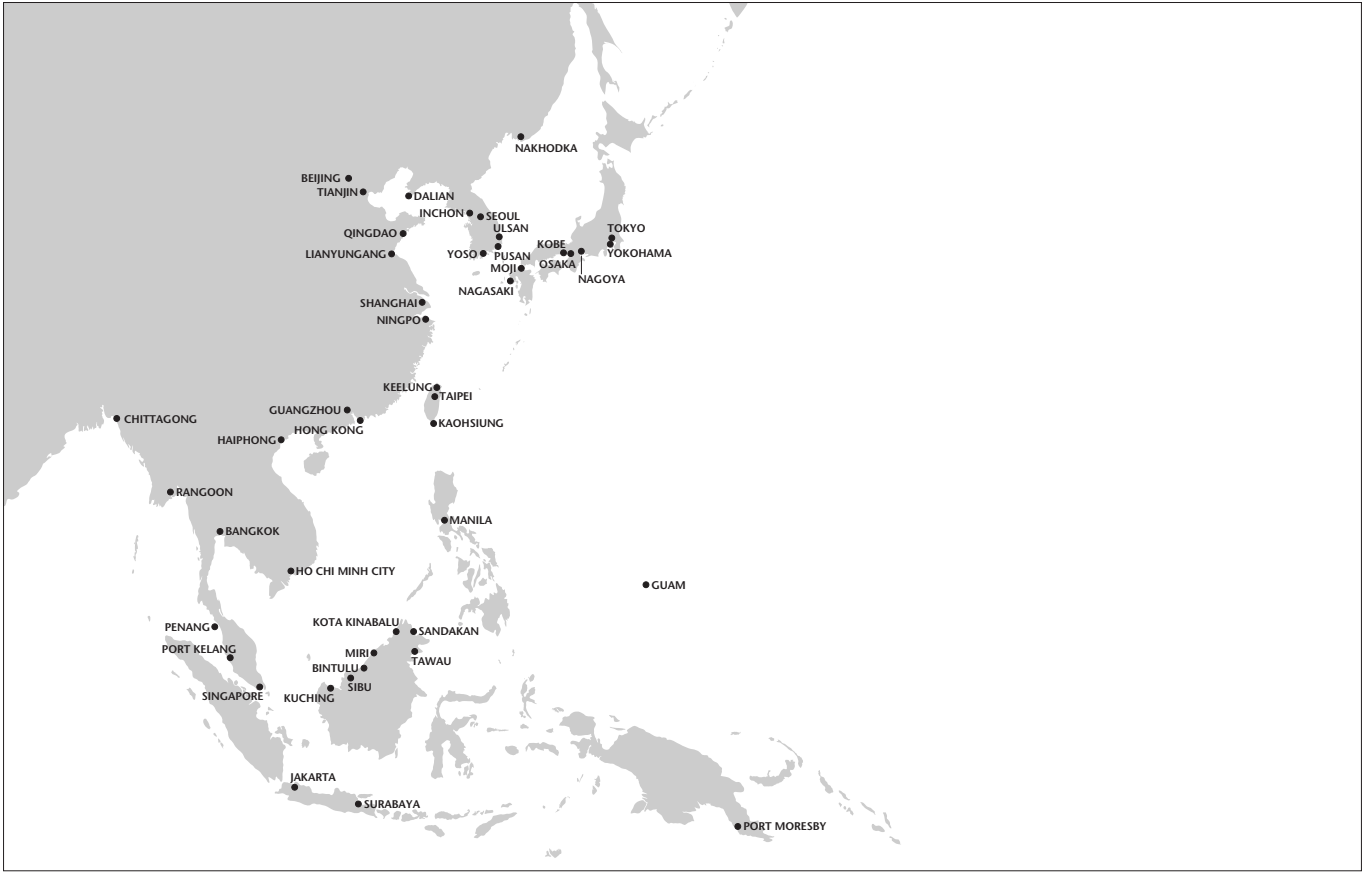 NAKHODKA
BEIJING
TIANJIN
DALIAN
INCHON
SEOUL
ULSAN
QINGDAO
TOKYO
KOBE
LIANYUNGANG
YOSO
PUSAN
YOKOHAMA
OSAKA
MOJI
NAGOYA
NAGASAKI
SHANGHAI
NINGPO
KEELUNG
TAIPEI
GUANGZHOU
CHITTAGONG
KAOHSIUNG
HONG KONG
HAIPHONG
RANGOON
MANILA
BANGKOK
HO CHI MINH CITY
GUAM
KOTA KINABALU
PENANG
SANDAKAN
PORT KELANG
MIRI
TAWAU
BINTULU
SIBU
SINGAPORE
KUCHING
JAKARTA
SURABAYA
PORT MORESBY